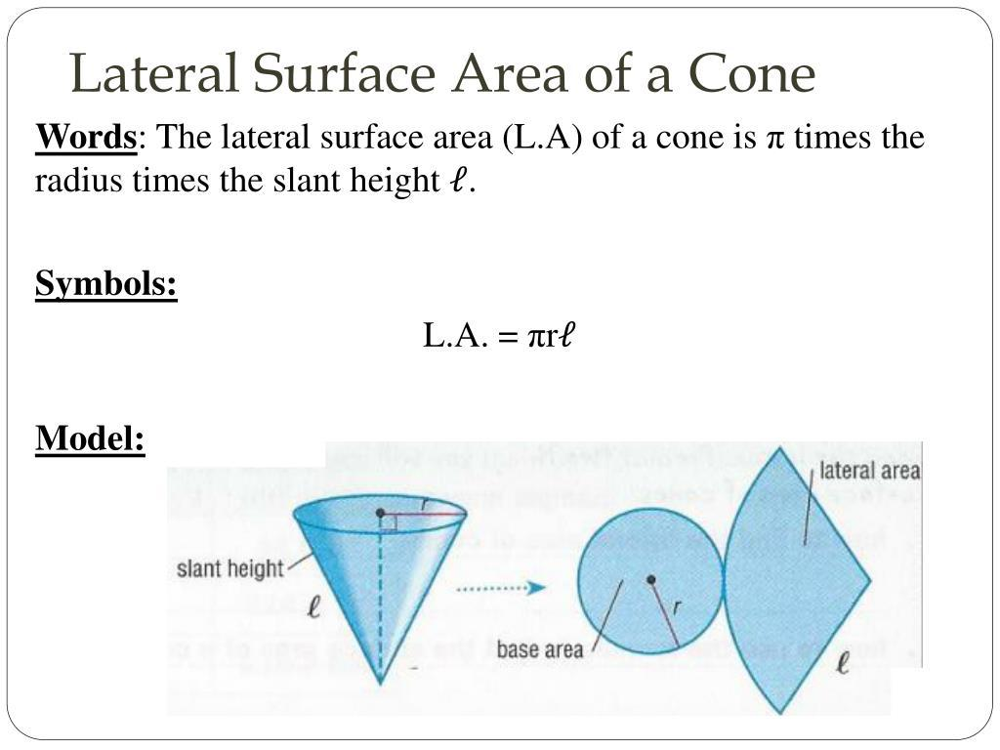 Lateral Surface Area of a Cone
Words: The lateral surface area (L.A) of a cone is π times the
radius times the slant height ℓ.
Symbols:
L.A. = πrℓ
Model:
lateral area
r
slant height
ℓ
r
base area
ℓ